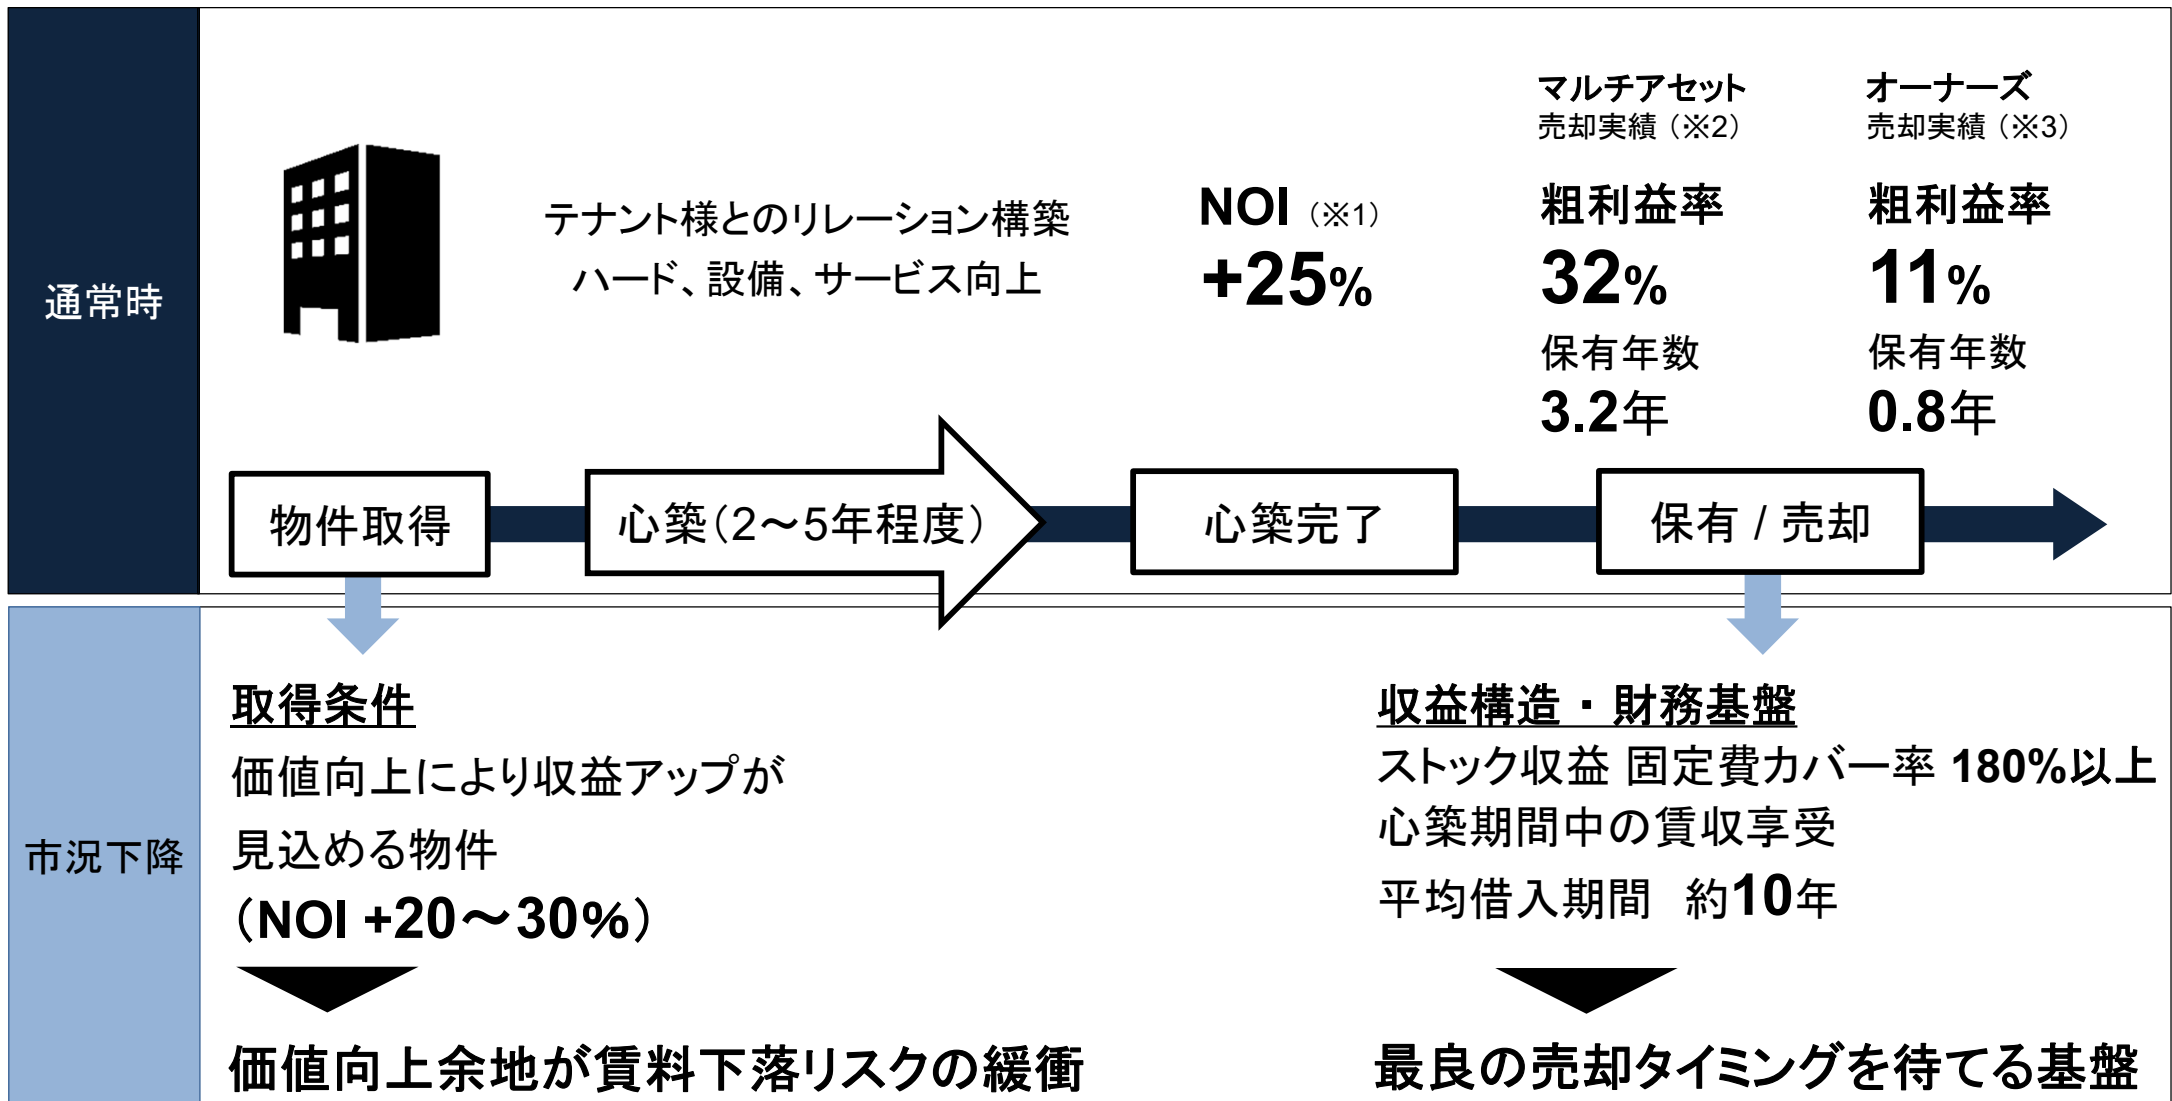 通常時
テナント様とのリレーション構築
ハード、設備、サービス向上
NOI（※1）
+25%
マルチアセット
売却実績（※2）
粗利益率
32%
保有年数
3.2年
オーナーズ
売却実績（※3）
粗利益率
11%
保有年数
0.8年
物件取得
心築（2～5年程度）
心築完了
保有 / 売却
市況下降
取得条件
価値向上により収益アップが
見込める物件
（NOI +20～30%）
価値向上余地が賃料下落リスクの緩衝
収益構造・財務基盤
ストック収益 固定費カバー率 180%以上
心築期間中の賃収享受
平均借入期間　約10年
最良の売却タイミングを待てる基盤